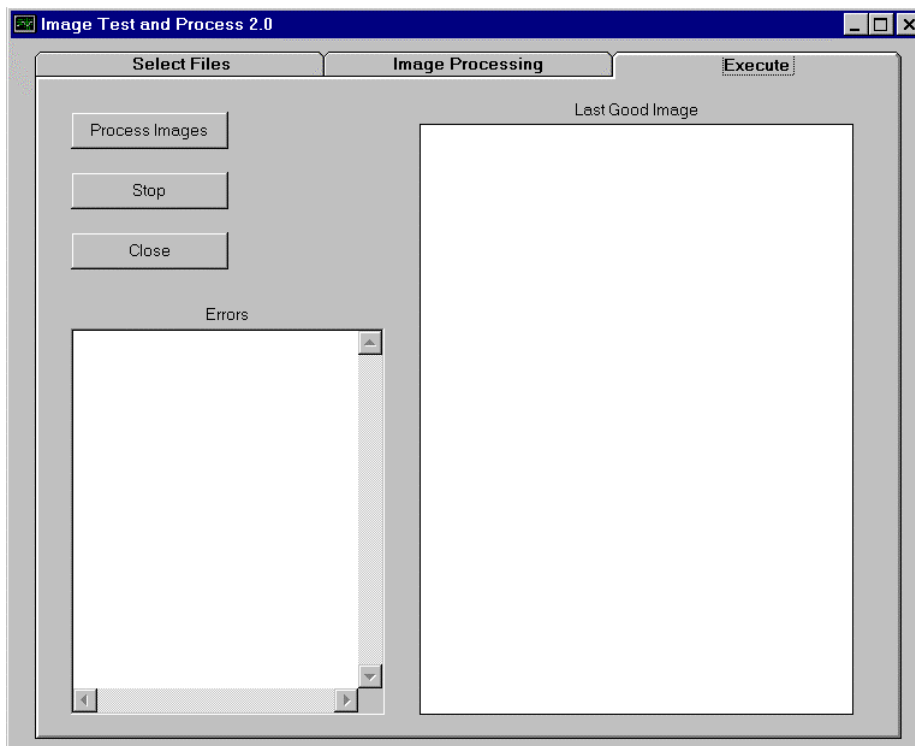 Image Test and Process 2.0
Select Files
Image Processing
Execute
Process Images
Stop
Close
Last Good Image
Errors